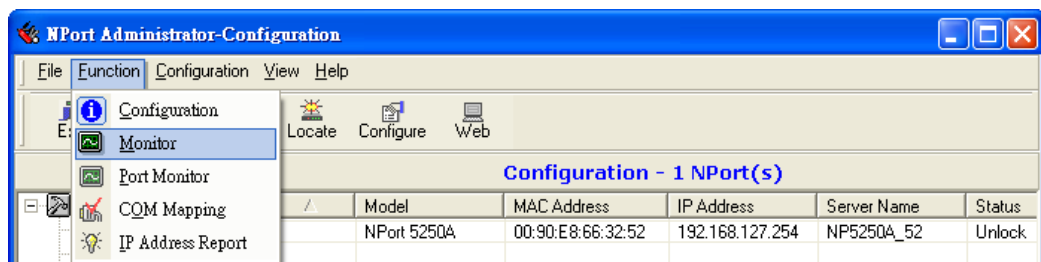 NPort Administrator-Configuration
File Function Configuration View Help
Locate Configure Web
Configuration
Monitor
Port Monitor
COM Mapping
IP Address Report
Configuration - 1 NPort(s)
Model MAC Address IP Address Server Name Status
NPort 5250A 00:90:E8:66:32:52 192.168.127.254 NP5250A_52 Unlock